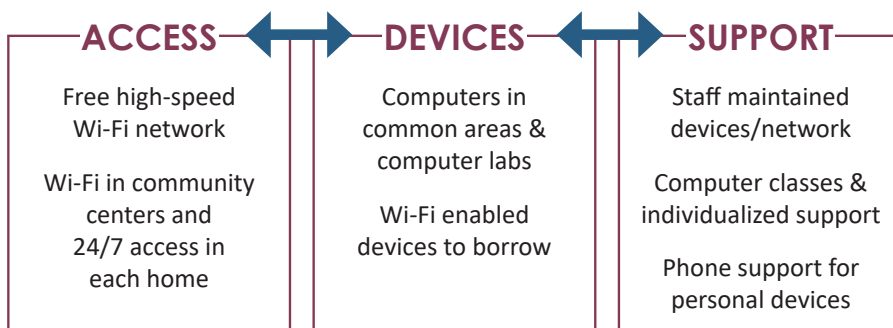 ACCESS
Free high-speed
Wi-Fi network
Wi-Fi in community
centers and
24/7 access in
each home
DEVICES
Computers in
common areas &
computer labs
Wi-Fi enabled
devices to borrow
SUPPORT
Staff maintained
devices/network
Computer classes &
individualized support
Phone support for
personal devices